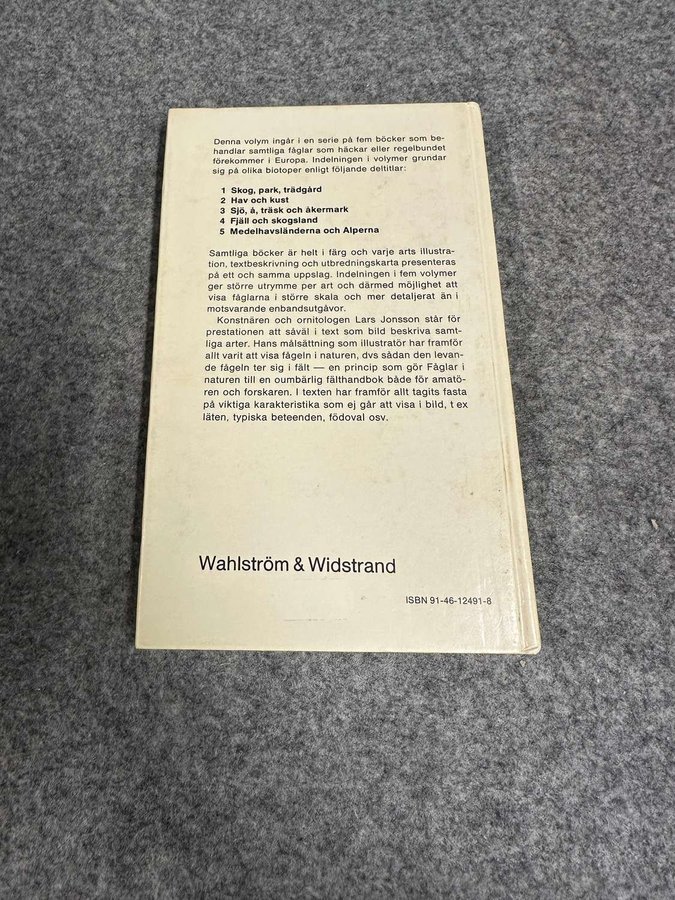 Denna volym ingår i en serie på fem böcker som be-
handlar samtliga fåglar som häckar eller regelbundet
förekommer i Europa. Indelningen i volymer grundar
sig på olika biotoper enligt följande deltitlar:
1 Skog, park, trädgård
2 Hav och kust
3 Sjö, å, träsk och åkermark
4 Fjäll och skogsland
5 Medelhavsländerna och Alperna
Samtliga böcker är helt i färg och varje arts illustra-
tion, textbeskrivning och utbredningskarta presenteras
på ett och samma uppslag. Indelningen i fem volymer
ger större utrymme per art och därmed möjlighet att
visa fåglarna i större skala och mer detaljerat än i
motsvarande enbandsutgåvor.
Konstnären och ornitologen Lars Jonsson står för
prestationen att såväl i text som bild beskriva samt-
liga arter. Hans målsättning som illustratör har framför
allt varit att visa fågeln i naturen, dvs sådan den levan-
de fågeln ter sig i fält — en princip som gör Fåglar i
naturen till en oumbärlig fälthandbok både för amatö-
ren och forskaren. I texten har framför allt tagits fasta
på viktiga karakteristika som ej går att visa i bild, t ex
läten, typiska beteenden, födoval osv.
Wahlström & Widstrand
ISBN 91-46-12491-8